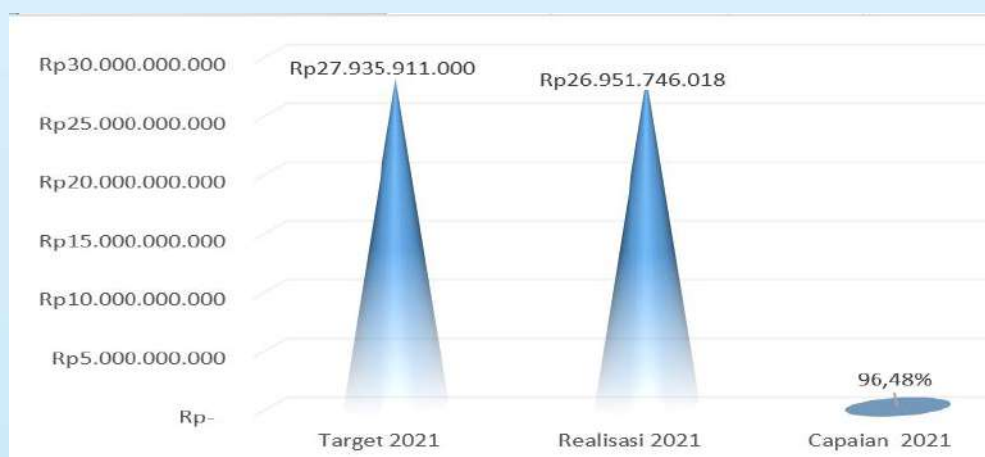 Rp30.000.000.000
Rp25.000.000.000
Rp20.000.000.000
Rp15.000.000.000
Rp10.000.000.000
Rp5.000.000.000
Rp-
Rp27.935.911.000
Rp26.951.746.018
96,48%
Target 2021
Realisasi 2021
Capaian 2021